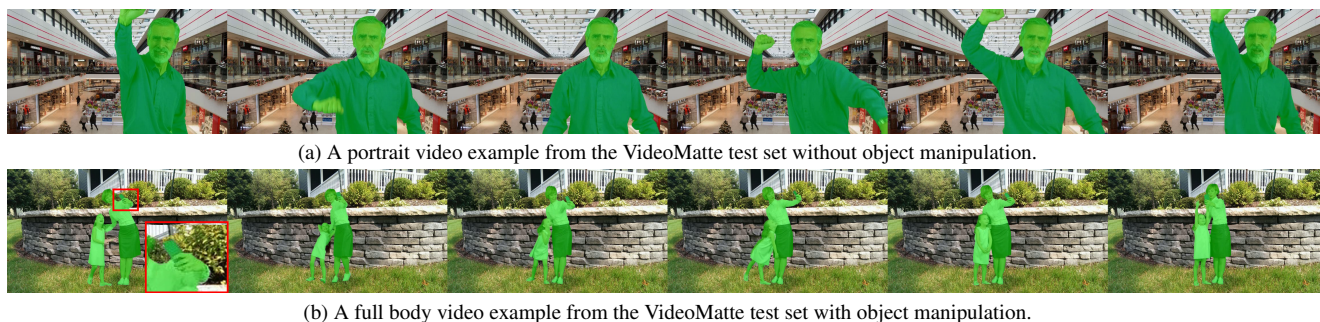 (a) A portrait video example from the VideoMatte test set without object manipulation.
(b) A full body video example from the VideoMatte test set with object manipulation.